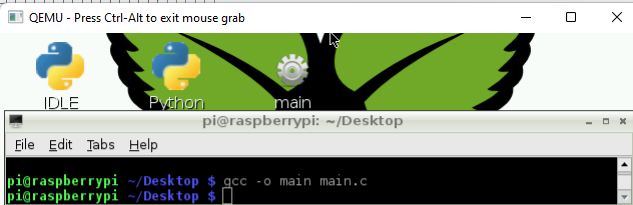 QEMU - Press Ctrl-Alt to exit mouse grab
IDLE
Python
main
pi@raspberrypi: ~/Desktop
File Edit Tabs Help
pi@raspberrypi ~/Desktop $ gcc -o main main.c
pi@raspberrypi ~/Desktop $